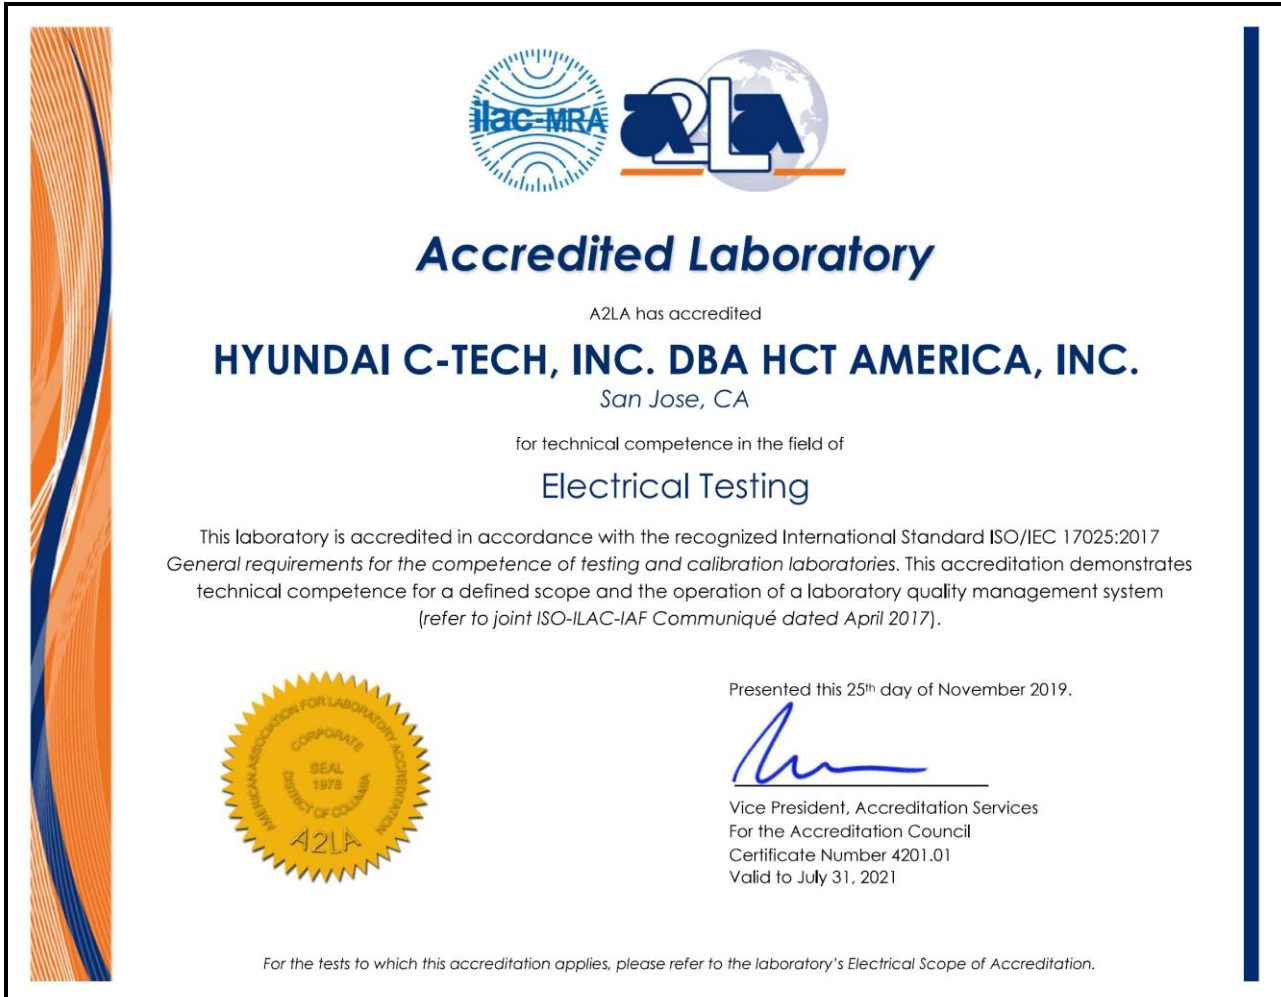 ilac-MRA
A2LA
Accredited Laboratory
A2LA has accredited
HYUNDAI C-TECH, INC. DBA HCT AMERICA, INC.
San Jose, CA
for technical competence in the field of
Electrical Testing
This laboratory is accredited in accordance with the recognized International Standard ISO/IEC 17025:2017
General requirements for the competence of testing and calibration laboratories. This accreditation demonstrates
technical competence for a defined scope and the operation of a laboratory quality management system
(refer to joint ISO-ILAC-IAF Communiqué dated April 2017).
AMERICAN ASSOCIATION FOR LABORATORY ACCREDITATION
CORPORATE
SEAL
1978
DISTRICT OF COLUMBIA
A2LA
Presented this 25th day of November 2019.
Vice President, Accreditation Services
For the Accreditation Council
Certificate Number 4201.01
Valid to July 31, 2021
For the tests to which this accreditation applies, please refer to the laboratory's Electrical Scope of Accreditation.